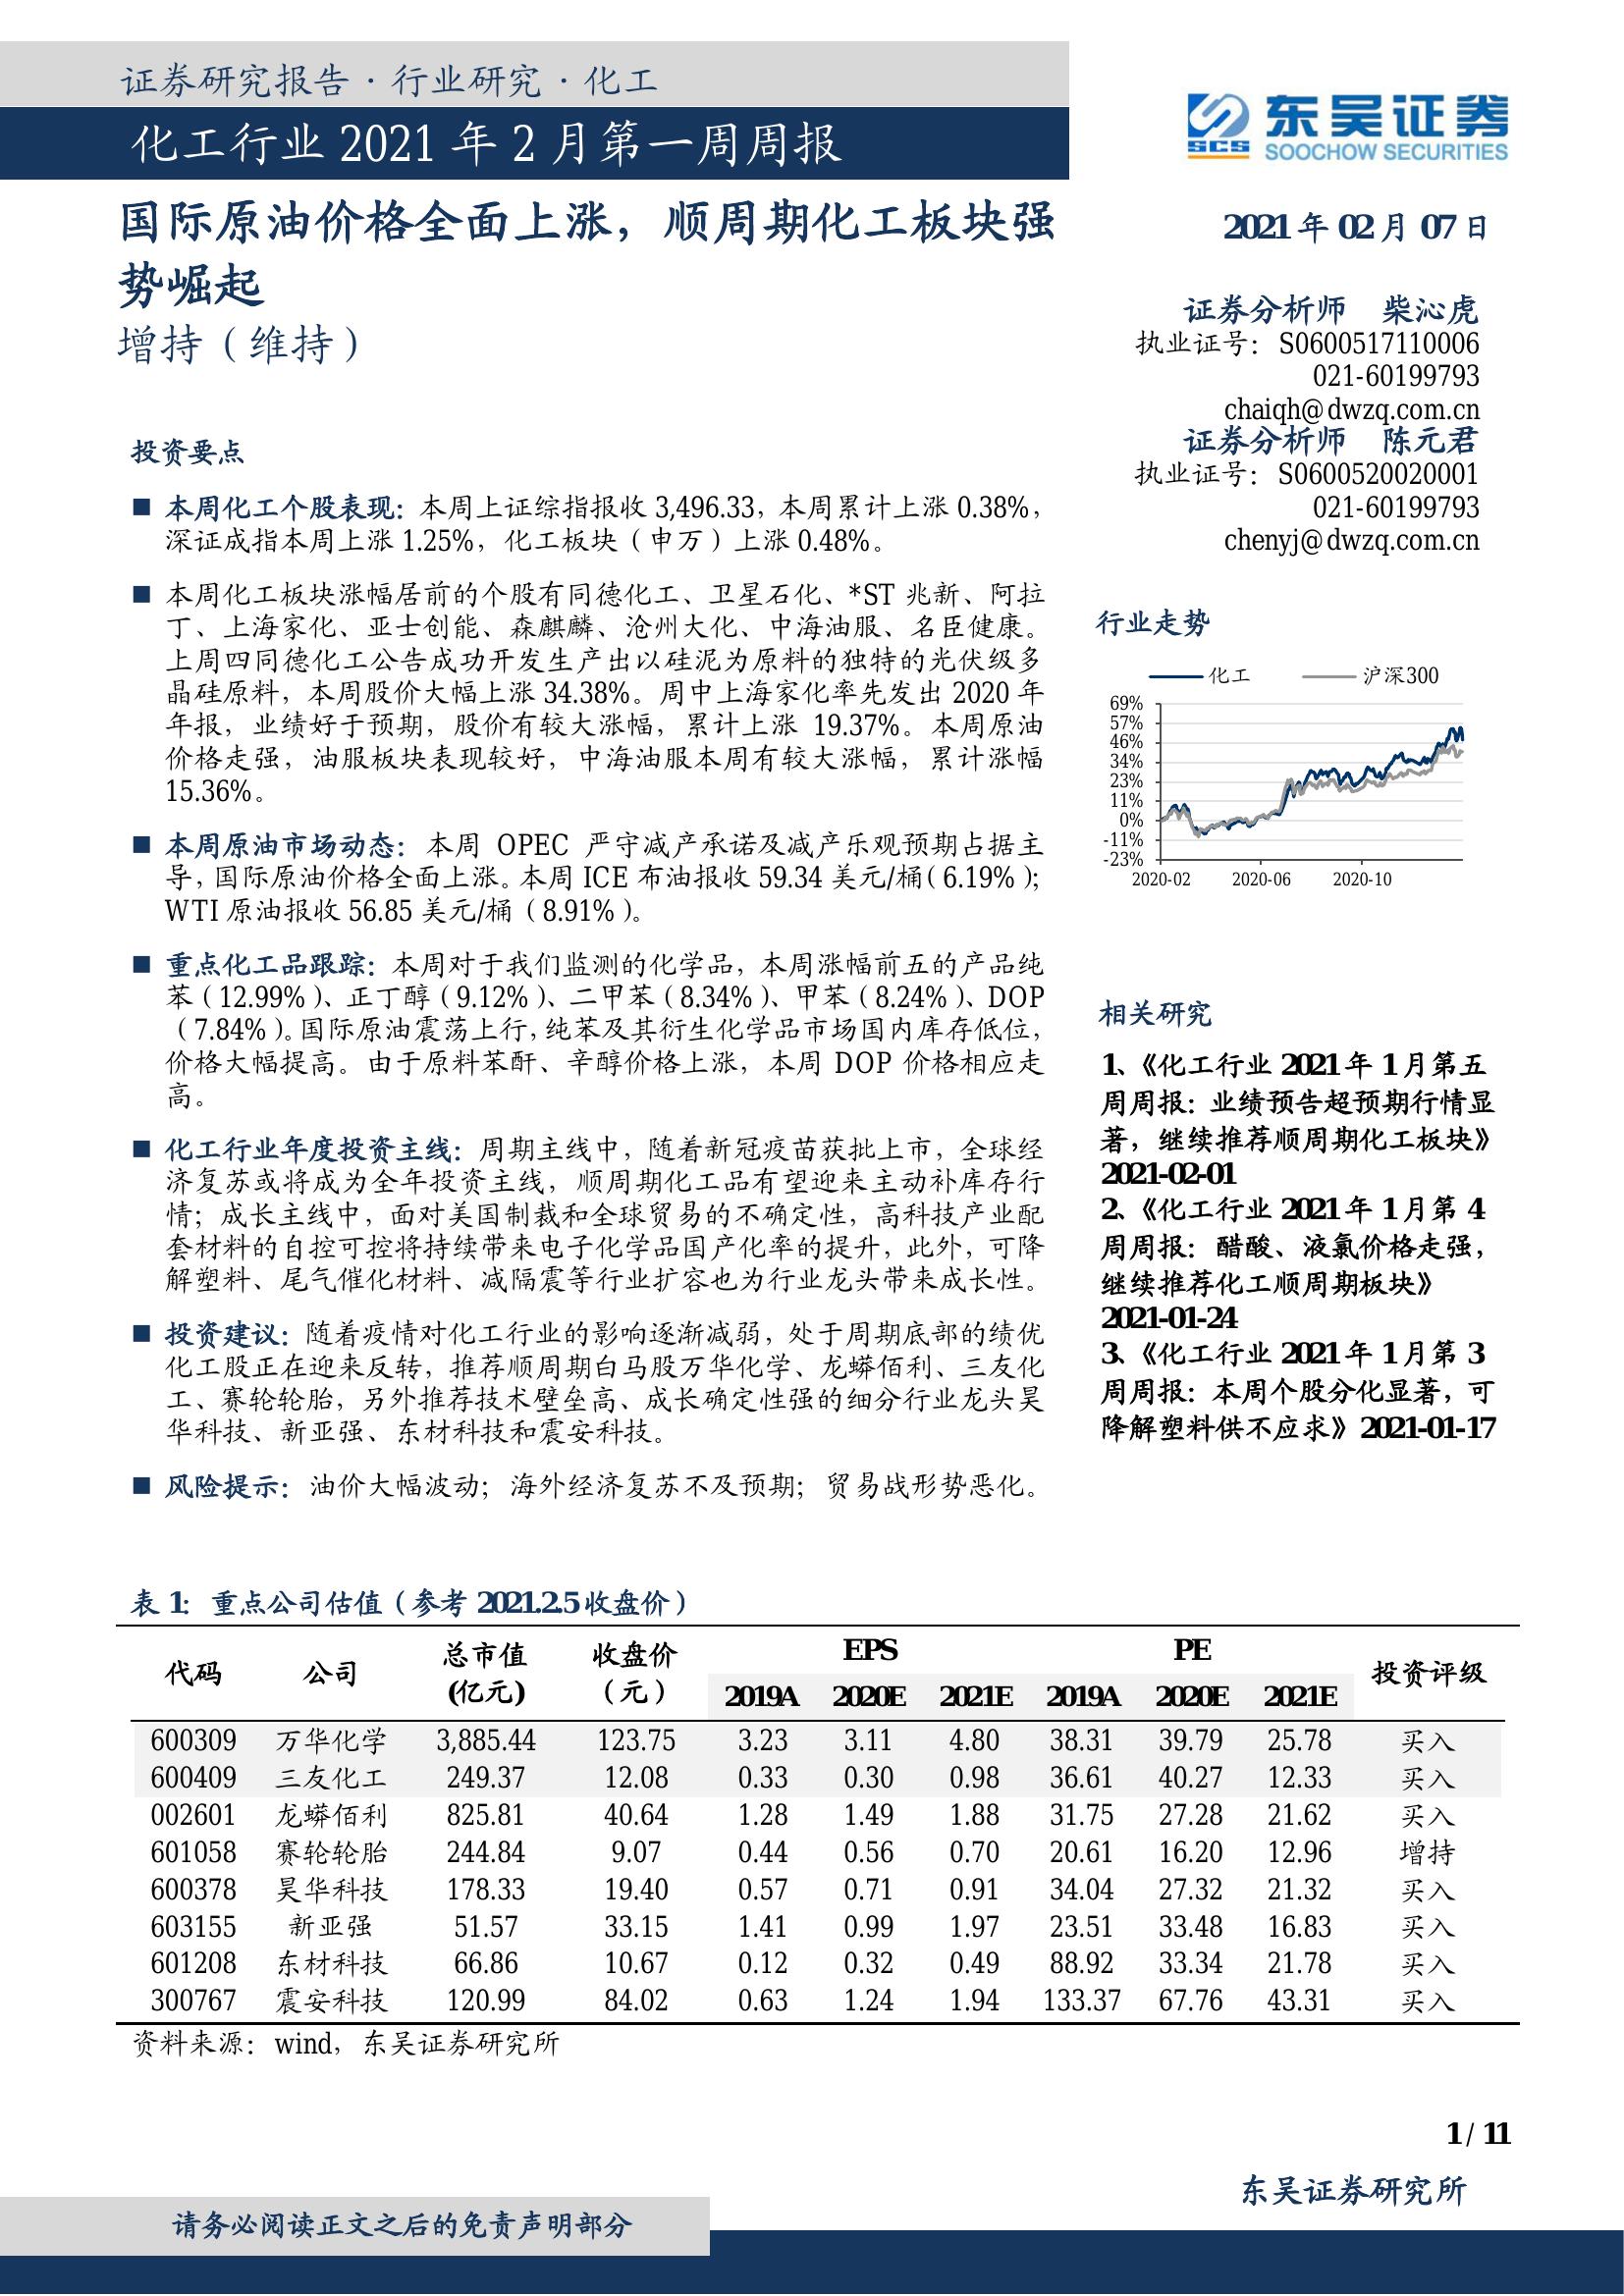 证券研究报告·行业研究·化工
化工行业 2021 年 2 月第一周周报
东吴证券
SCS
SOOCHOW SECURITIES
国际原油价格全面上涨，顺周期化工板块强
势崛起
增持（维持）
2021 年 02 月 07 日
证券分析师 柴沁虎
执业证号：S0600517110006
021-60199793
chaiqh@dwzq.com.cn
证券分析师 陈元君
执业证号：S0600520020001
021-60199793
chenyj@dwzq.com.cn
投资要点
■ 本周化工个股表现：本周上证综指报收 3,496.33，本周累计上涨 0.38%，
深证成指本周上涨 1.25%，化工板块（申万）上涨 0.48%。
■ 本周化工板块涨幅居前的个股有同德化工、卫星石化、*ST 兆新、阿拉
丁、上海家化、亚士创能、森麒麟、沧州大化、中海油服、名臣健康。
上周四同德化工公告成功开发生产出以硅泥为原料的独特的光伏级多
晶硅原料，本周股价大幅上涨 34.38%。周中上海家化率先发出 2020 年
年报，业绩好于预期，股价有较大涨幅，累计上涨 19.37%。本周原油
价格走强，油服板块表现较好，中海油服本周有较大涨幅，累计涨幅
15.36%。
■ 本周原油市场动态：本周 OPEC 严守减产承诺及减产乐观预期占据主
导，国际原油价格全面上涨。本周 ICE 布油报收 59.34 美元/桶（6.19%）；
WTI 原油报收 56.85 美元/桶（8.91%）。
■ 重点化工品跟踪：本周对于我们监测的化学品，本周涨幅前五的产品纯
苯（12.99%）、正丁醇（9.12%）、二甲苯（8.34%）、甲苯（8.24%）、DOP
（7.84%）。国际原油震荡上行，纯苯及其衍生化学品市场国内库存低位，
价格大幅提高。由于原料苯酐、辛醇价格上涨，本周 DOP 价格相应走
高。
■ 化工行业年度投资主线：周期主线中，随着新冠疫苗获批上市，全球经
济复苏或将成为全年投资主线，顺周期化工品有望迎来主动补库存行
情；成长主线中，面对美国制裁和全球贸易的不确定性，高科技产业配
套材料的自控可控将持续带来电子化学品国产化率的提升，此外，可降
解塑料、尾气催化材料、减隔震等行业扩容也为行业龙头带来成长性。
■ 投资建议：随着疫情对化工行业的影响逐渐减弱，处于周期底部的绩优
化工股正在迎来反转，推荐顺周期白马股万华化学、龙蟒佰利、三友化
工、赛轮轮胎，另外推荐技术壁垒高、成长确定性强的细分行业龙头昊
华科技、新亚强、东材科技和震安科技。
■ 风险提示：油价大幅波动；海外经济复苏不及预期；贸易战形势恶化。
行业走势
化工 沪深300
69%
57%
46%
34%
23%
11%
0%
-11%
-23%
2020-02 2020-06 2020-10
相关研究
1、《化工行业 2021 年 1 月第五
周周报：业绩预告超预期行情显
著，继续推荐顺周期化工板块》
2021-02-01
2、《化工行业 2021 年 1 月第 4
周周报：醋酸、液氯价格走强，
继续推荐化工顺周期板块》
2021-01-24
3、《化工行业 2021 年 1 月第 3
周周报：本周个股分化显著，可
降解塑料供不应求》2021-01-17
表 1：重点公司估值（参考 2021.2.5 收盘价）
代码 公司 总市值 (亿元) 收盘价 （元） EPS PE 投资评级
2019A 2020E 2021E 2019A 2020E 2021E
600309 万华化学 3,885.44 123.75 3.23 3.11 4.80 38.31 39.79 25.78 买入
600409 三友化工 249.37 12.08 0.33 0.30 0.98 36.61 40.27 12.33 买入
002601 龙蟒佰利 825.81 40.64 1.28 1.49 1.88 31.75 27.28 21.62 买入
601058 赛轮轮胎 244.84 9.07 0.44 0.56 0.70 20.61 16.20 12.96 增持
600378 昊华科技 178.33 19.40 0.57 0.71 0.91 34.04 27.32 21.32 买入
603155 新亚强 51.57 33.15 1.41 0.99 1.97 23.51 33.48 16.83 买入
601208 东材科技 66.86 10.67 0.12 0.32 0.49 88.92 33.34 21.78 买入
300767 震安科技 120.99 84.02 0.63 1.24 1.94 133.37 67.76 43.31 买入
资料来源：wind，东吴证券研究所
1 / 11
东吴证券研究所
请务必阅读正文之后的免责声明部分